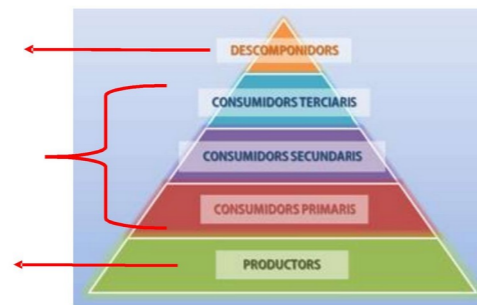 DESCOMPONIDORS
CONSUMIDORS TERCIARIS
CONSUMIDORS SECUNDARIS
CONSUMIDORS PRIMARIS
PRODUCTORS